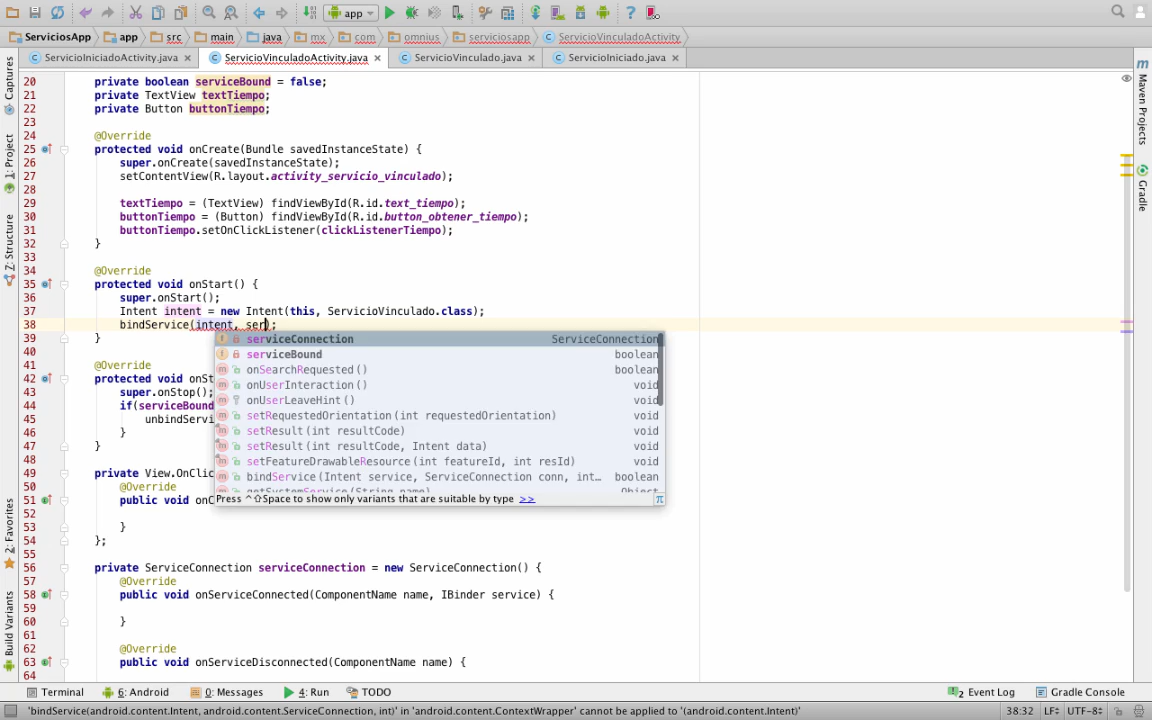 app
ServiciosApp app src main java mx com omnius serviciosapp ServicioVinculadoActivity
ServicioIniciadoActivity.java × ServicioVinculadoActivity.java × ServicioVinculado.java × ServicioIniciado.java ×
20 private boolean serviceBound = false;
21 private TextView textTiempo;
22 private Button buttonTiempo;
23
24 @Override
25 protected void onCreate(Bundle savedInstanceState) {
26 super.onCreate(savedInstanceState);
27 setContentView(R.layout.activity_servicio_vinculado);
28
29 textTiempo = (TextView) findViewById(R.id.text_tiempo);
30 buttonTiempo = (Button) findViewById(R.id.button_obtener_tiempo);
31 buttonTiempo.setOnClickListener(clickListenerTiempo);
32 }
33
34 @Override
35 protected void onStart() {
36 super.onStart();
37 Intent intent = new Intent(this, ServicioVinculado.class);
38 bindService(intent, ser);
39 }
serviceConnection ServiceConnection
serviceBound boolean
onSearchRequested() boolean
onUserInteraction() void
onUserLeaveHint() void
setRequestedOrientation(int requestedOrientation) void
setResult(int resultCode) void
setResult(int resultCode, Intent data) void
setFeatureDrawableResource(int featureId, int resId) void
bindService(Intent service, ServiceConnection conn, int... boolean
getSystemService(String name) Object
Press ^⇧Space to show only variants that are suitable by type >> π
40
41 @Override
42 protected void onSt
43 super.onStop();
44 if(serviceBound
45 unbindServi
46 }
47 }
48
49 private View.OnClic
50 @Override
51 public void onC
52
53 }
54 };
55
56 private ServiceConnection serviceConnection = new ServiceConnection() {
57 @Override
58 public void onServiceConnected(ComponentName name, IBinder service) {
59
60 }
61
62 @Override
63 public void onServiceDisconnected(ComponentName name) {
64
Captures
1: Project
7: Structure
2: Favorites
Build Variants
Maven Projects
Gradle
Terminal 6: Android 0: Messages 4: Run TODO 2 Event Log Gradle Console
'bindService(android.content.Intent, android.content.ServiceConnection, int)' in 'android.content.ContextWrapper' cannot be applied to '(android.content.Intent)' 38:32 LF÷ UTF-8÷